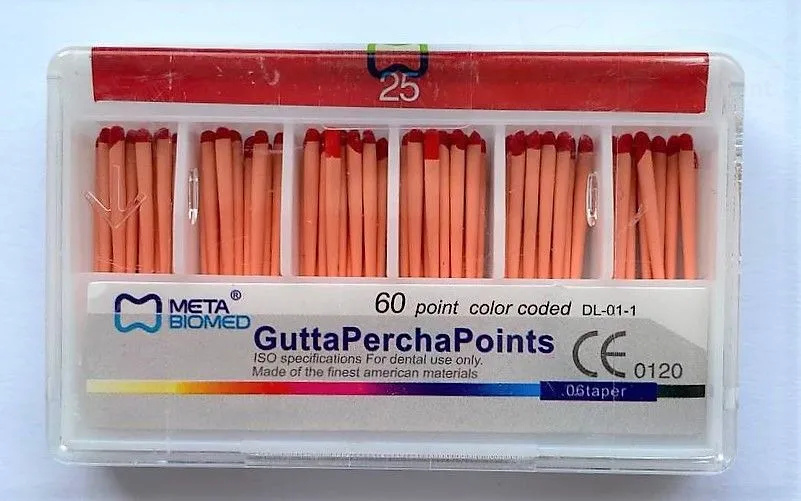 25
META ®
BIOMED
60 point color coded DL-01-1
GuttaPerchaPoints
ISO specifications For dental use only.
Made of the finest american materials
CE 0120
.06taper